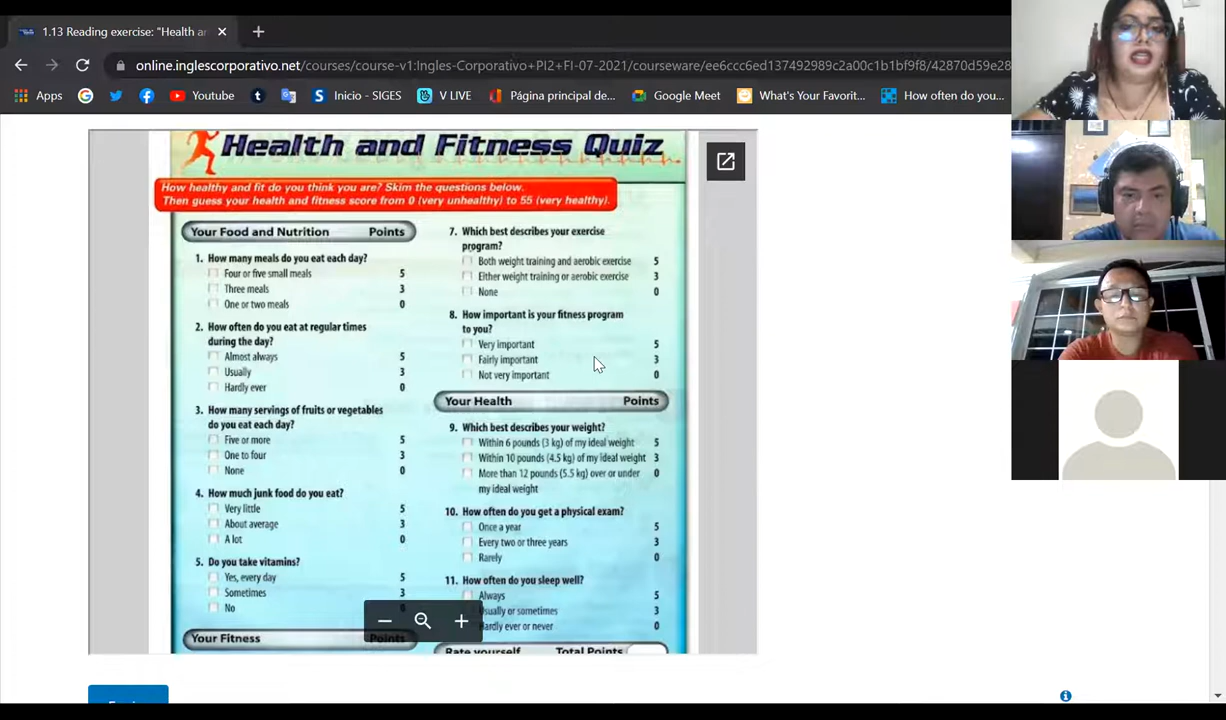 1.13 Reading exercise: "Health ar
online.inglescorporativo.net/courses/course-v1:Ingles-Corporativo+PI2+FI-07-2021/courseware/ee6ccc6ed137492989c2a00c1b1bf9f8/42870d59e28
Apps
Youtube
Inicio - SIGES
V LIVE
Página principal de...
Google Meet
What's Your Favorit...
How often do you...
Health and Fitness Quiz
How healthy and fit do you think you are? Skim the questions below.
Then guess your health and fitness score from 0 (very unhealthy) to 55 (very healthy).
Your Food and Nutrition Points
1. How many meals do you eat each day?
Four or five small meals 5
Three meals 3
One or two meals 0
2. How often do you eat at regular times
during the day?
Almost always 5
Usually 3
Hardly ever 0
3. How many servings of fruits or vegetables
do you eat each day?
Five or more 5
One to four 3
None 0
4. How much junk food do you eat?
Very little 5
About average 3
A lot 0
5. Do you take vitamins?
Yes, every day 5
Sometimes 3
No
Your Fitness Points
7. Which best describes your exercise
program?
Both weight training and aerobic exercise 5
Either weight training or aerobic exercise 3
None 0
8. How important is your fitness program
to you?
Very important 5
Fairly important 3
Not very important 0
Your Health Points
9. Which best describes your weight?
Within 6 pounds (3 kg) of my ideal weight 5
Within 10 pounds (4.5 kg) of my ideal weight 3
More than 12 pounds (5.5 kg) over or under 0
my ideal weight
10. How often do you get a physical exam?
Once a year 5
Every two or three years 3
Rarely 0
11. How often do you sleep well?
Always 5
Usually or sometimes 3
Hardly ever or never 0
Rate yourself Total Points